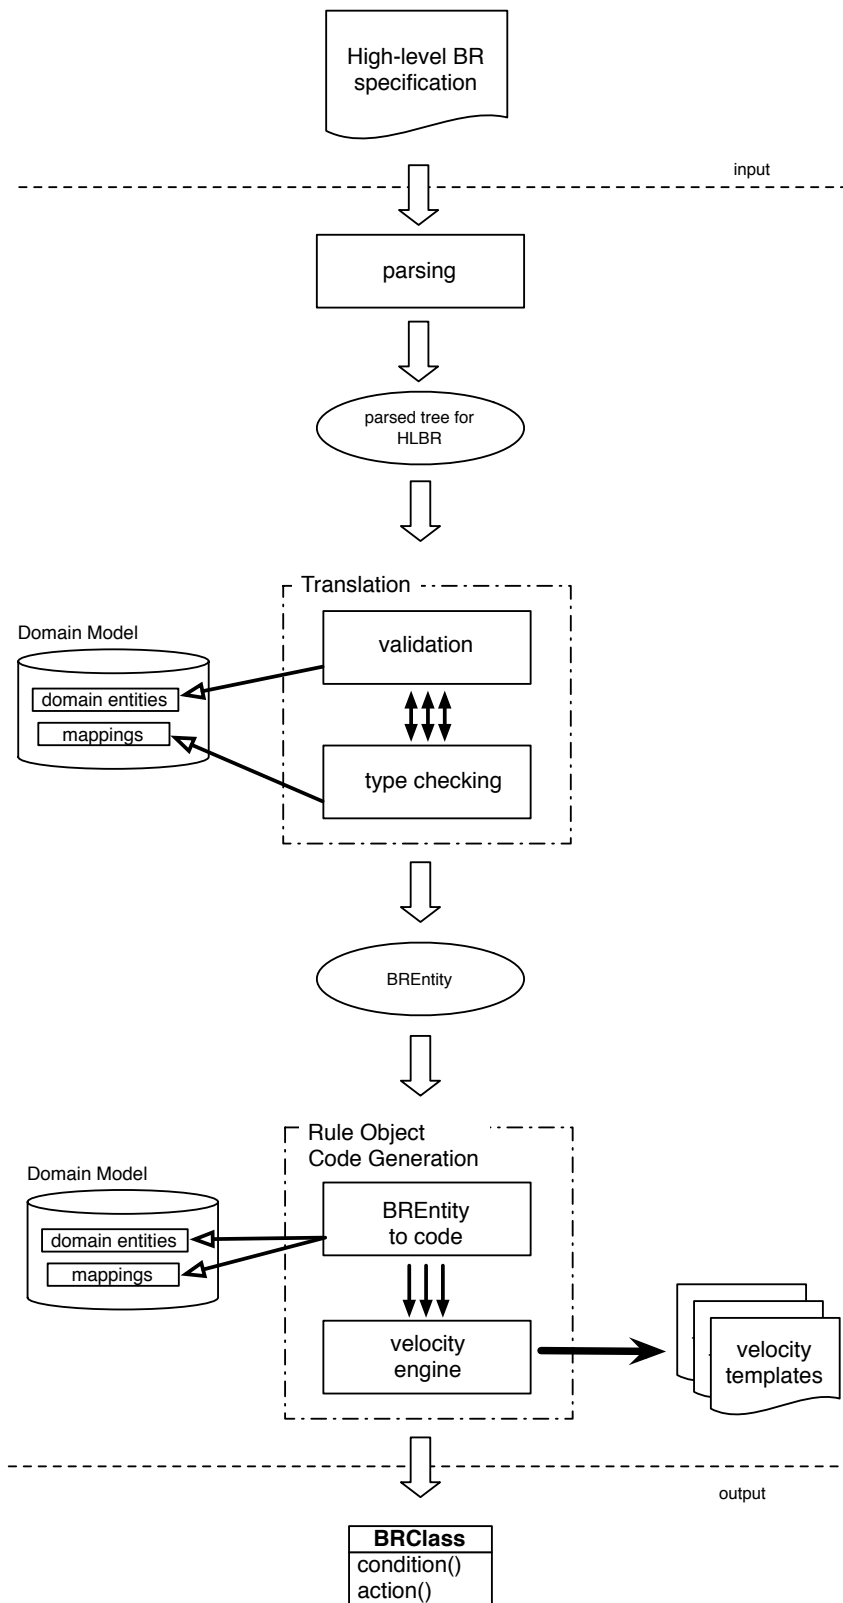 High-level BR
specification
input
parsing
parsed tree for
HLBR
Translation
validation
Domain Model
domain entities
mappings
type checking
BREntity
Rule Object
Code Generation
Domain Model
BREntity
to code
domain entities
mappings
velocity
engine
velocity
templates
output
BRClass
condition()
action()